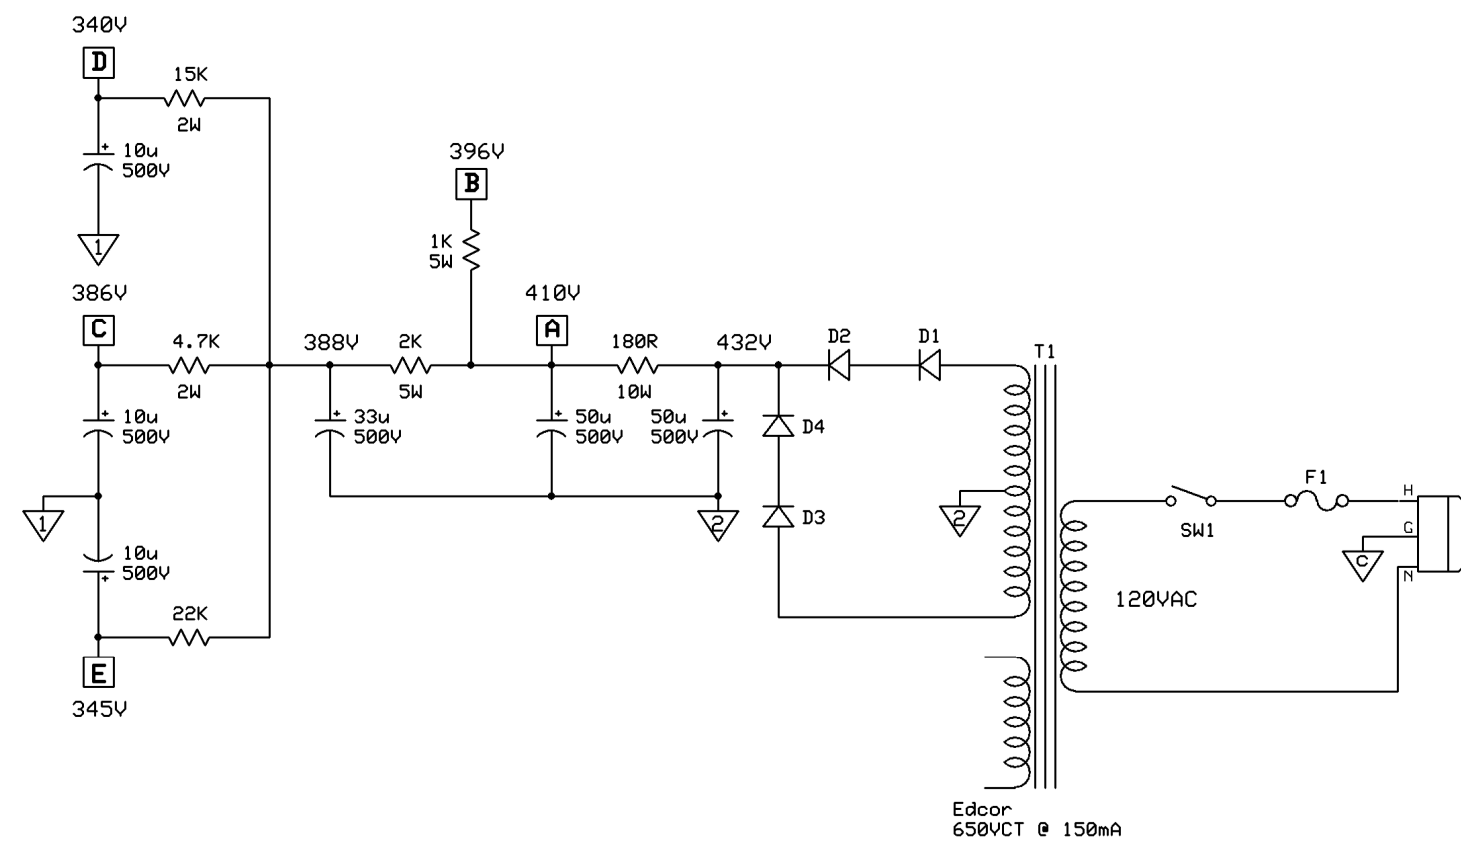 340V
D
15K
2W
10u
500V
1
396V
B
1K
5W
386V
C
4.7K
2W
388V
2K
5W
410V
A
180R
10W
432V
D2
D1
T1
10u
500V
33u
500V
50u
500V
50u
500V
D4
D3
1
2
2
10u
500V
22K
E
345V
SW1
F1
H
G
N
C
120VAC
Edcor
650VCT @ 150mA